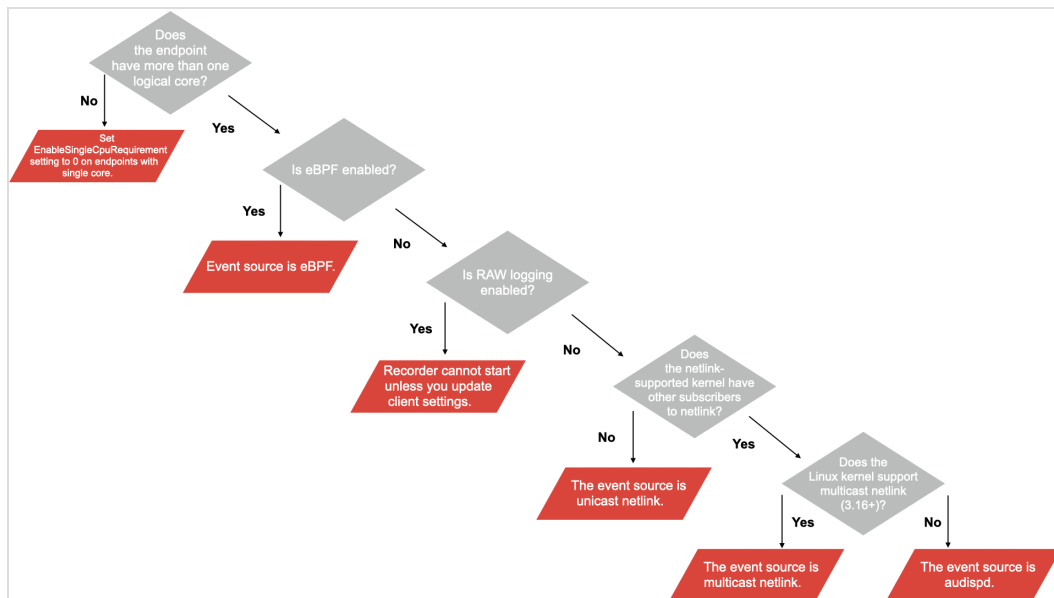 Does
the endpoint
have more than one
logical core?
No
Yes
Set
EnableSingleCpuRequirement
setting to 0 on endpoints with
single core.
Is eBPF enabled?
Yes
No
Event source is eBPF.
Is RAW logging
enabled?
Yes
No
Recorder cannot start
unless you update
client settings.
Does
the netlink-
supported kernel have
other subscribers
to netlink?
No
Yes
The event source is
unicast netlink.
Does the
Linux kernel support
multicast netlink
(3.16+)?
Yes
No
The event source is
multicast netlink.
The event source is
audispd.